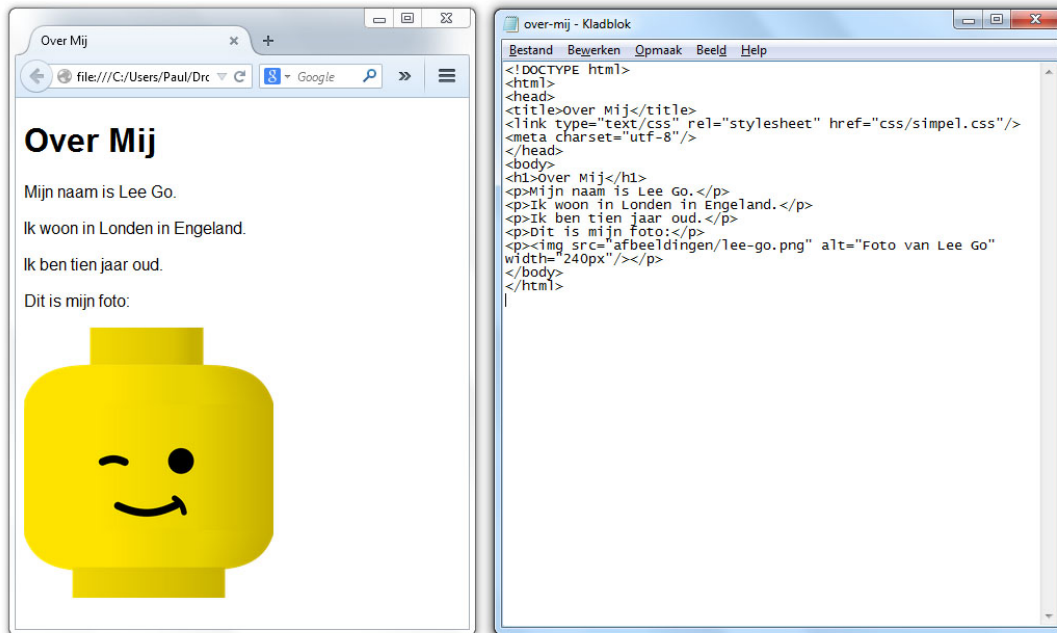 Over Mij
file:///C:/Users/Paul/Drc
Google
Over Mij
Mijn naam is Lee Go.
Ik woon in Londen in Engeland.
Ik ben tien jaar oud.
Dit is mijn foto:
over-mij - Kladblok
Bestand Bewerken Opmaak Beeld Help
<!DOCTYPE html>
<html>
<head>
<title>Over Mij</title>
<link type="text/css" rel="stylesheet" href="css/simpel.css"/>
<meta charset="utf-8"/>
</head>
<body>
<h1>Over Mij</h1>
<p>Mijn naam is Lee Go.</p>
<p>Ik woon in Londen in Engeland.</p>
<p>Ik ben tien jaar oud.</p>
<p>Dit is mijn foto:</p>
<p><img src="afbeeldingen/lee-go.png" alt="Foto van Lee Go"
width="240px"/></p>
</body>
</html>